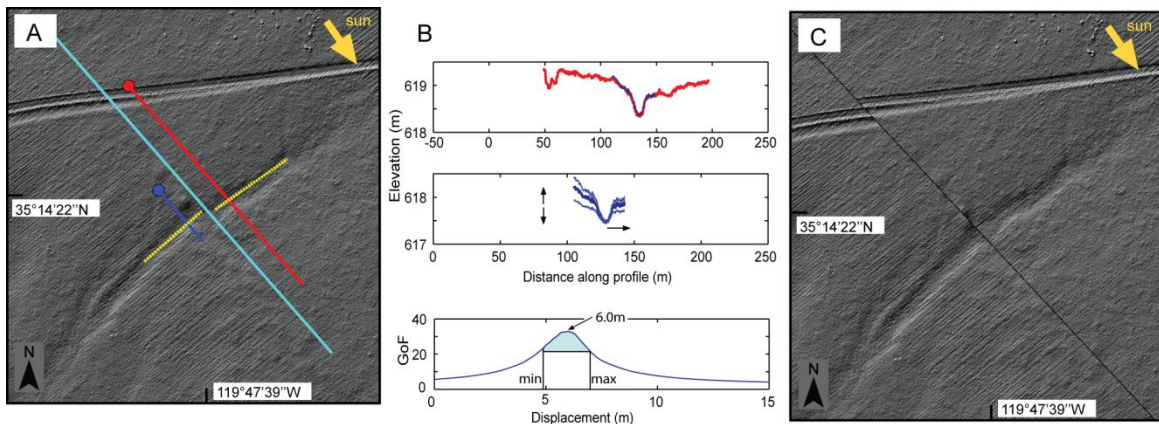 A
sun
35°14'22"N
N
119°47'39"W
B
Elevation (m)
619
618
-50 0 50 100 150 200 250
618
617
0 50 100 150 200 250
Distance along profile (m)
GoF
40
20
0
6.0m
min
max
0 5 10 15
Displacement (m)
C
sun
35°14'22"N
N
119°47'39"W